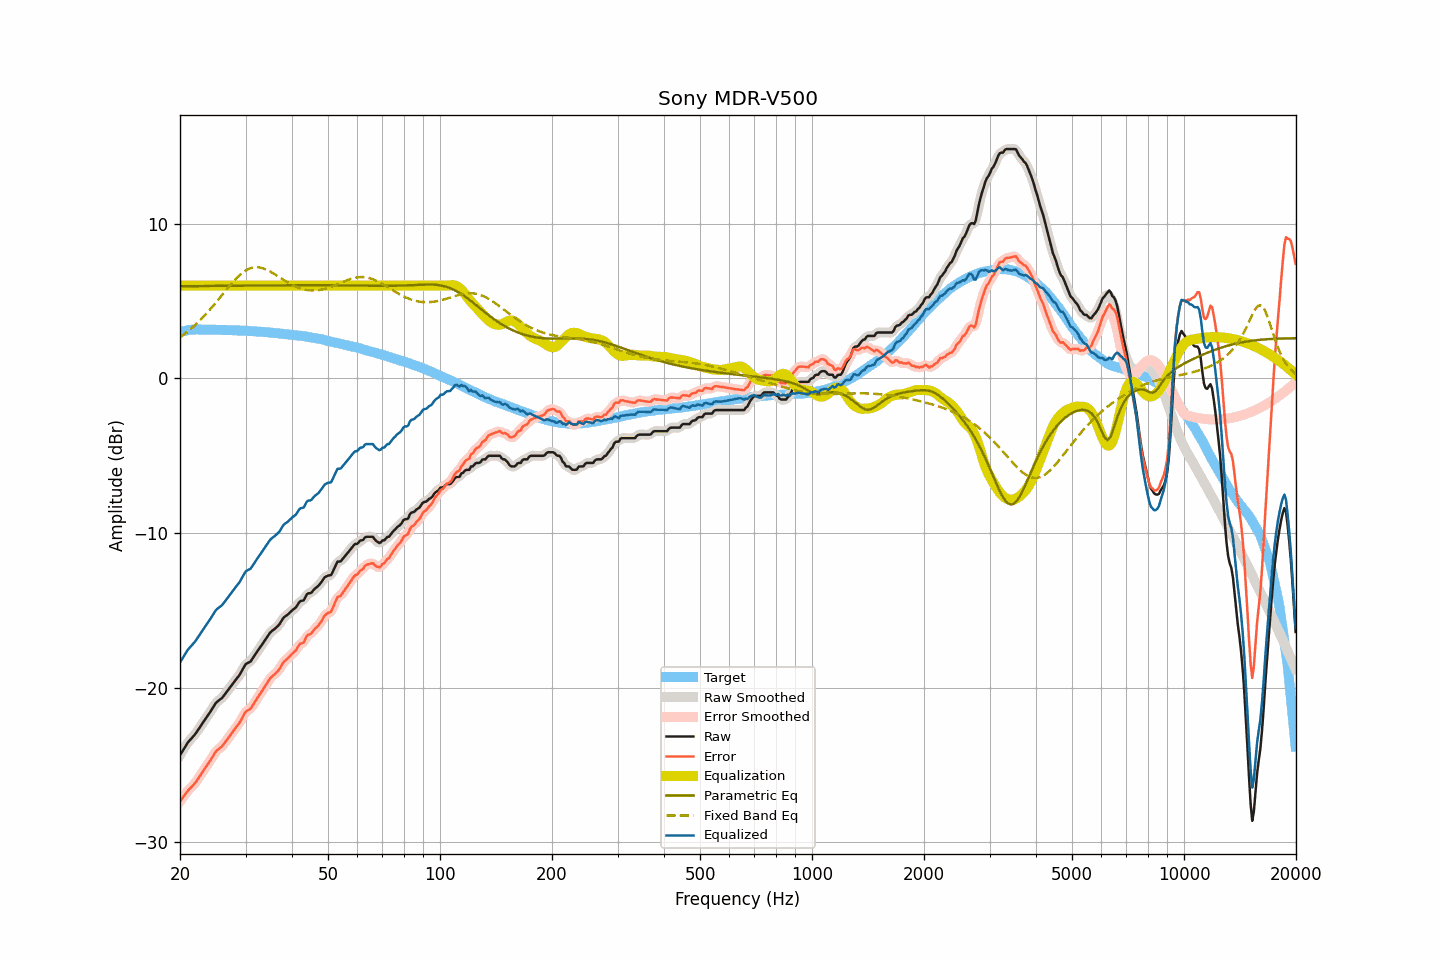 Sony MDR-V500
Amplitude (dBr)
10
0
−10
−20
−30
Target
Raw Smoothed
Error Smoothed
Raw
Error
Equalization
Parametric Eq
Fixed Band Eq
Equalized
20 50 100 200 500 1000 2000 5000 10000 20000
Frequency (Hz)